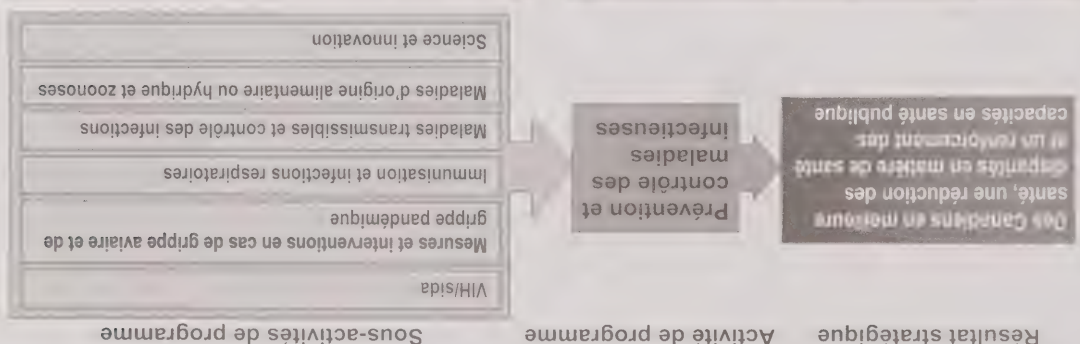 Résultat stratégique
Activité de programme
Sous-activités de programme
Des Canadiens en meilleure
santé, une réduction des
disparités en matière de santé
et un renforcement des
capacités en santé publique
Prévention et
contrôle des
maladies
infectieuses
VIH/sida
Mesures et interventions en cas de grippe aviaire et de
grippe pandémique
Immunisation et infections respiratoires
Maladies transmissibles et contrôle des infections
Maladies d'origine alimentaire ou hydrique et zoonoses
Science et innovation